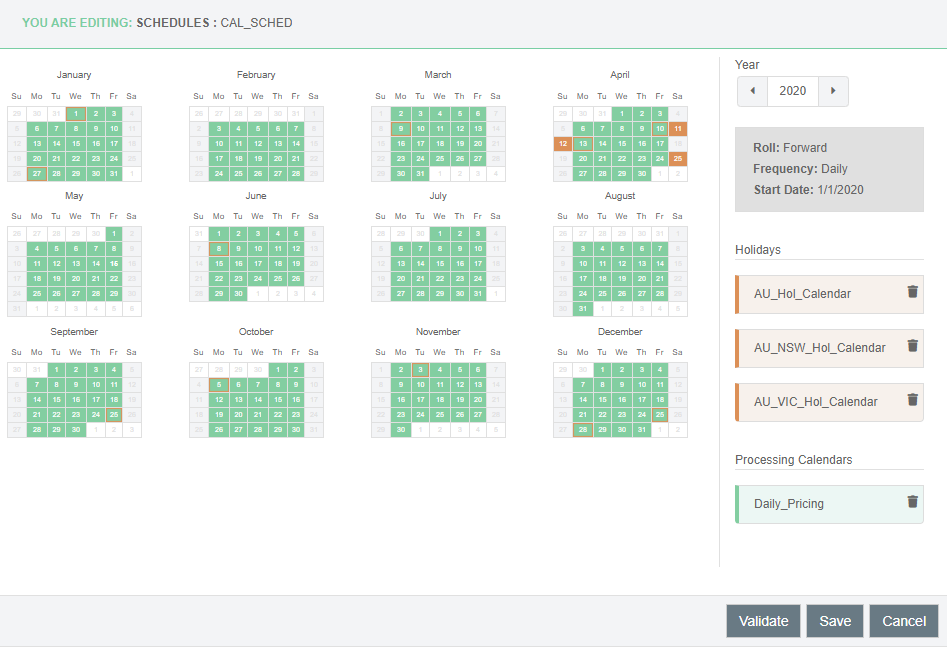 YOU ARE EDITING: SCHEDULES : CAL_SCHED
January
Su Mo Tu We Th Fr Sa
29 30 31 1 2 3 4
5 6 7 8 9 10 11
12 13 14 15 16 17 18
19 20 21 22 23 24 25
26 27 28 29 30 31 1
February
Su Mo Tu We Th Fr Sa
26 27 28 29 30 31 1
2 3 4 5 6 7 8
9 10 11 12 13 14 15
16 17 18 19 20 21 22
23 24 25 26 27 28 29
March
Su Mo Tu We Th Fr Sa
1 2 3 4 5 6 7
8 9 10 11 12 13 14
15 16 17 18 19 20 21
22 23 24 25 26 27 28
29 30 31 1 2 3 4
April
Su Mo Tu We Th Fr Sa
29 30 31 1 2 3 4
5 6 7 8 9 10 11
12 13 14 15 16 17 18
19 20 21 22 23 24 25
26 27 28 29 30 1 2
May
Su Mo Tu We Th Fr Sa
26 27 28 29 30 1 2
3 4 5 6 7 8 9
10 11 12 13 14 15 16
17 18 19 20 21 22 23
24 25 26 27 28 29 30
31 1 2 3 4 5 6
June
Su Mo Tu We Th Fr Sa
31 1 2 3 4 5 6
7 8 9 10 11 12 13
14 15 16 17 18 19 20
21 22 23 24 25 26 27
28 29 30 1 2 3 4
July
Su Mo Tu We Th Fr Sa
28 29 30 1 2 3 4
5 6 7 8 9 10 11
12 13 14 15 16 17 18
19 20 21 22 23 24 25
26 27 28 29 30 31 1
August
Su Mo Tu We Th Fr Sa
26 27 28 29 30 31 1
2 3 4 5 6 7 8
9 10 11 12 13 14 15
16 17 18 19 20 21 22
23 24 25 26 27 28 29
30 31 1 2 3 4 5
September
Su Mo Tu We Th Fr Sa
30 31 1 2 3 4 5
6 7 8 9 10 11 12
13 14 15 16 17 18 19
20 21 22 23 24 25 26
27 28 29 30 1 2 3
October
Su Mo Tu We Th Fr Sa
27 28 29 30 1 2 3
4 5 6 7 8 9 10
11 12 13 14 15 16 17
18 19 20 21 22 23 24
25 26 27 28 29 30 31
November
Su Mo Tu We Th Fr Sa
1 2 3 4 5 6 7
8 9 10 11 12 13 14
15 16 17 18 19 20 21
22 23 24 25 26 27 28
29 30 1 2 3 4 5
December
Su Mo Tu We Th Fr Sa
29 30 1 2 3 4 5
6 7 8 9 10 11 12
13 14 15 16 17 18 19
20 21 22 23 24 25 26
27 28 29 30 31 1 2
Year
2020
Roll: Forward
Frequency: Daily
Start Date: 1/1/2020
Holidays
AU_Hol_Calendar
AU_NSW_Hol_Calendar
AU_VIC_Hol_Calendar
Processing Calendars
Daily_Pricing
Validate
Save
Cancel